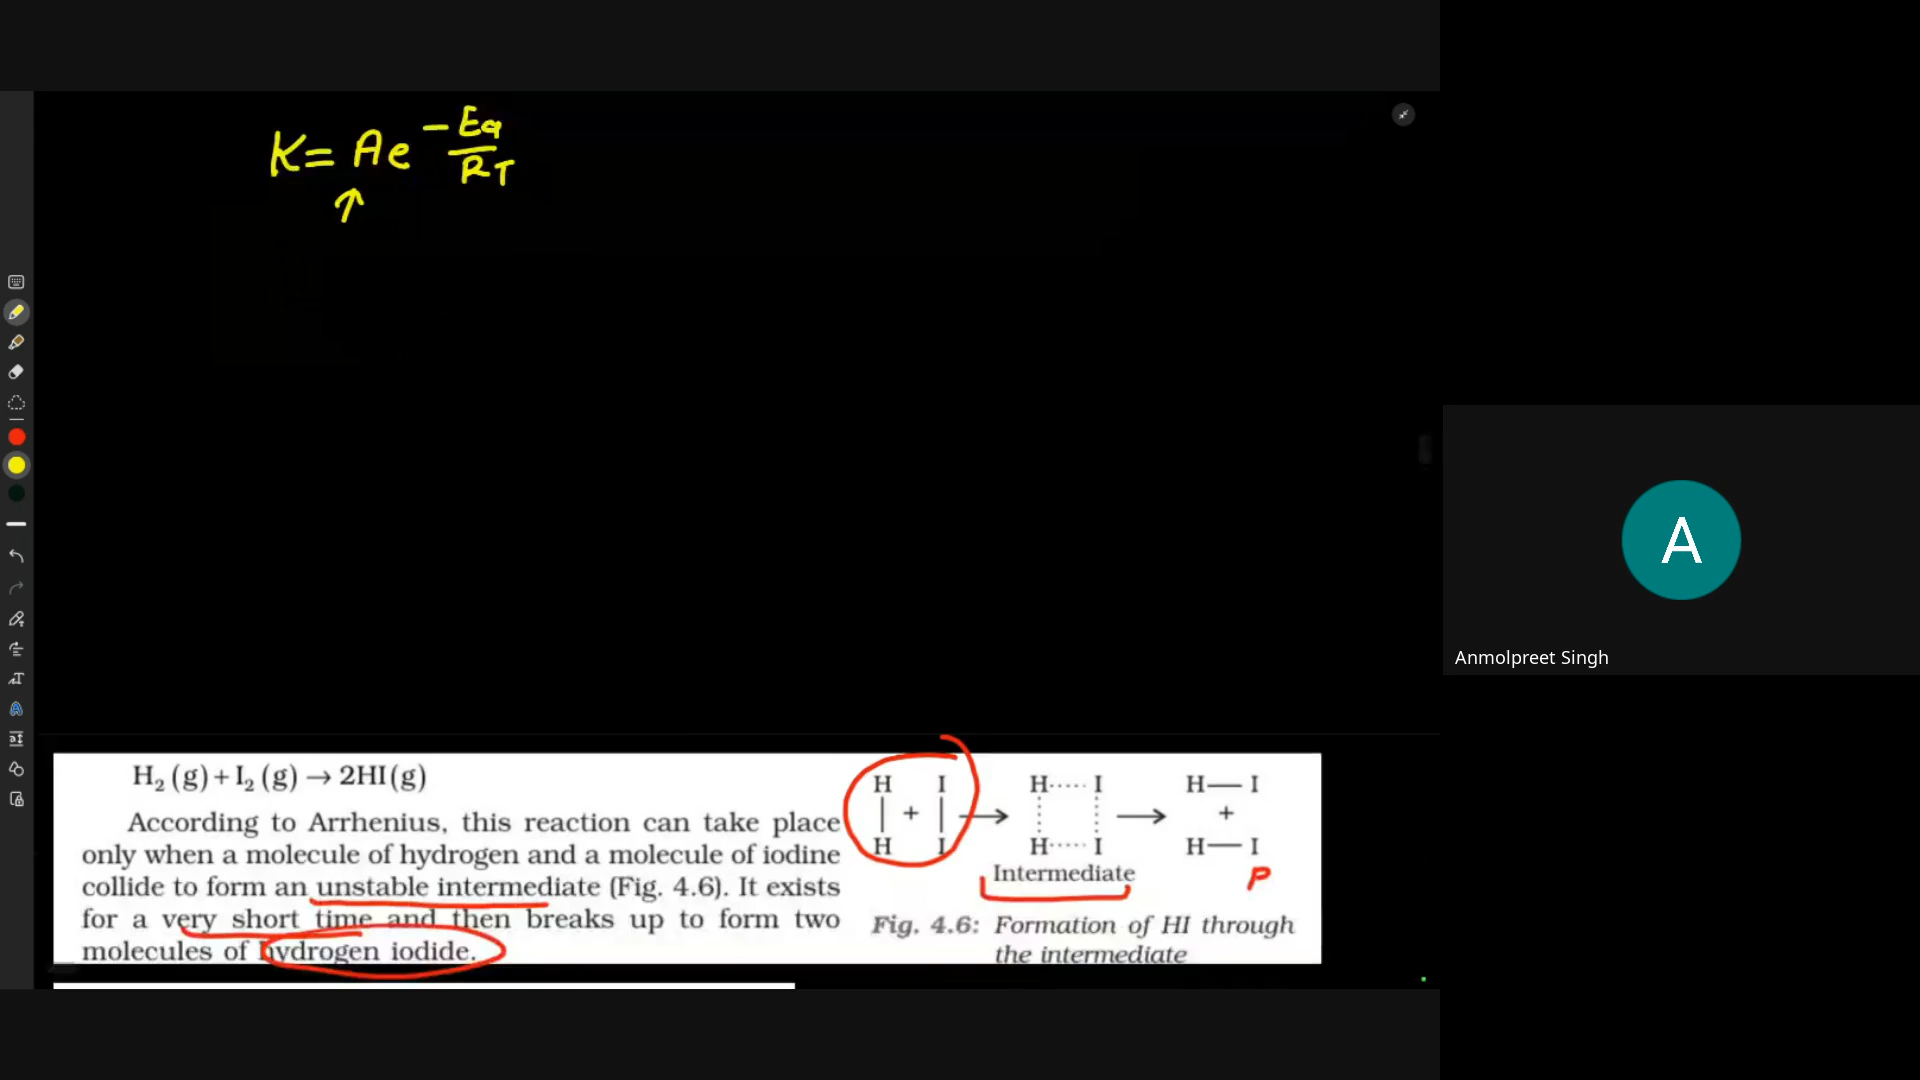 K = Ae -Ea/RT
↑
H₂ (g) + I₂ (g) → 2HI(g)
According to Arrhenius, this reaction can take place
only when a molecule of hydrogen and a molecule of iodine
collide to form an unstable intermediate (Fig. 4.6). It exists
for a very short time and then breaks up to form two
molecules of hydrogen iodide.
H I H I H — I
+ → → +
H I H I H — I
Intermediate P
Fig. 4.6: Formation of HI through
the intermediate
A
Anmolpreet Singh